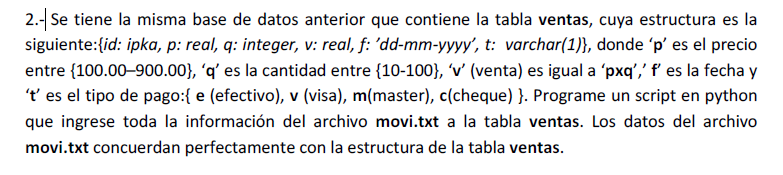 2.- Se tiene la misma base de datos anterior que contiene la tabla ventas, cuya estructura es la
siguiente:{id: ipka, p: real, q: integer, v: real, f: ’dd-mm-yyyy’, t:  varchar(1)}, donde ‘p’ es el precio
entre {100.00–900.00}, ‘q’ es la cantidad entre {10-100}, ‘v’ (venta) es igual a ‘pxq’,’ f’ es la fecha y
‘t’ es el tipo de pago:{ e (efectivo), v (visa), m(master), c(cheque) }. Programe un script en python
que ingrese toda la información del archivo movi.txt a la tabla ventas. Los datos del archivo
movi.txt concuerdan perfectamente con la estructura de la tabla ventas.